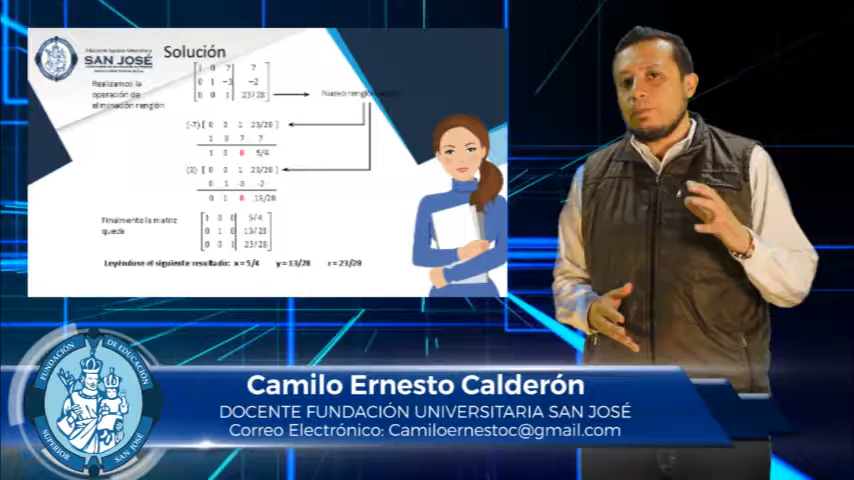 Educación Superior Universitaria
SAN JOSÉ
Solución
Realizamos la
operación de
eliminación renglón
1 0 7 7
0 1 -3 -2
0 0 1 23/28
Nuevo renglón
(-7) [ 0 0 1 23/28 ]
1 0 7 7
1 0 0 5/4
(3) [ 0 0 1 23/28 ]
0 1 -3 -2
0 1 0 13/28
Finalmente la matriz
queda
1 0 0 5/4
0 1 0 13/28
0 0 1 23/28
Leyéndose el siguiente resultado: x = 5/4 y = 13/28 z = 23/28
FUNDACIÓN DE EDUCACIÓN
SUPERIOR SAN JOSÉ
Camilo Ernesto Calderón
DOCENTE FUNDACIÓN UNIVERSITARIA SAN JOSÉ
Correo Electrónico: Camiloernestoc@gmail.com